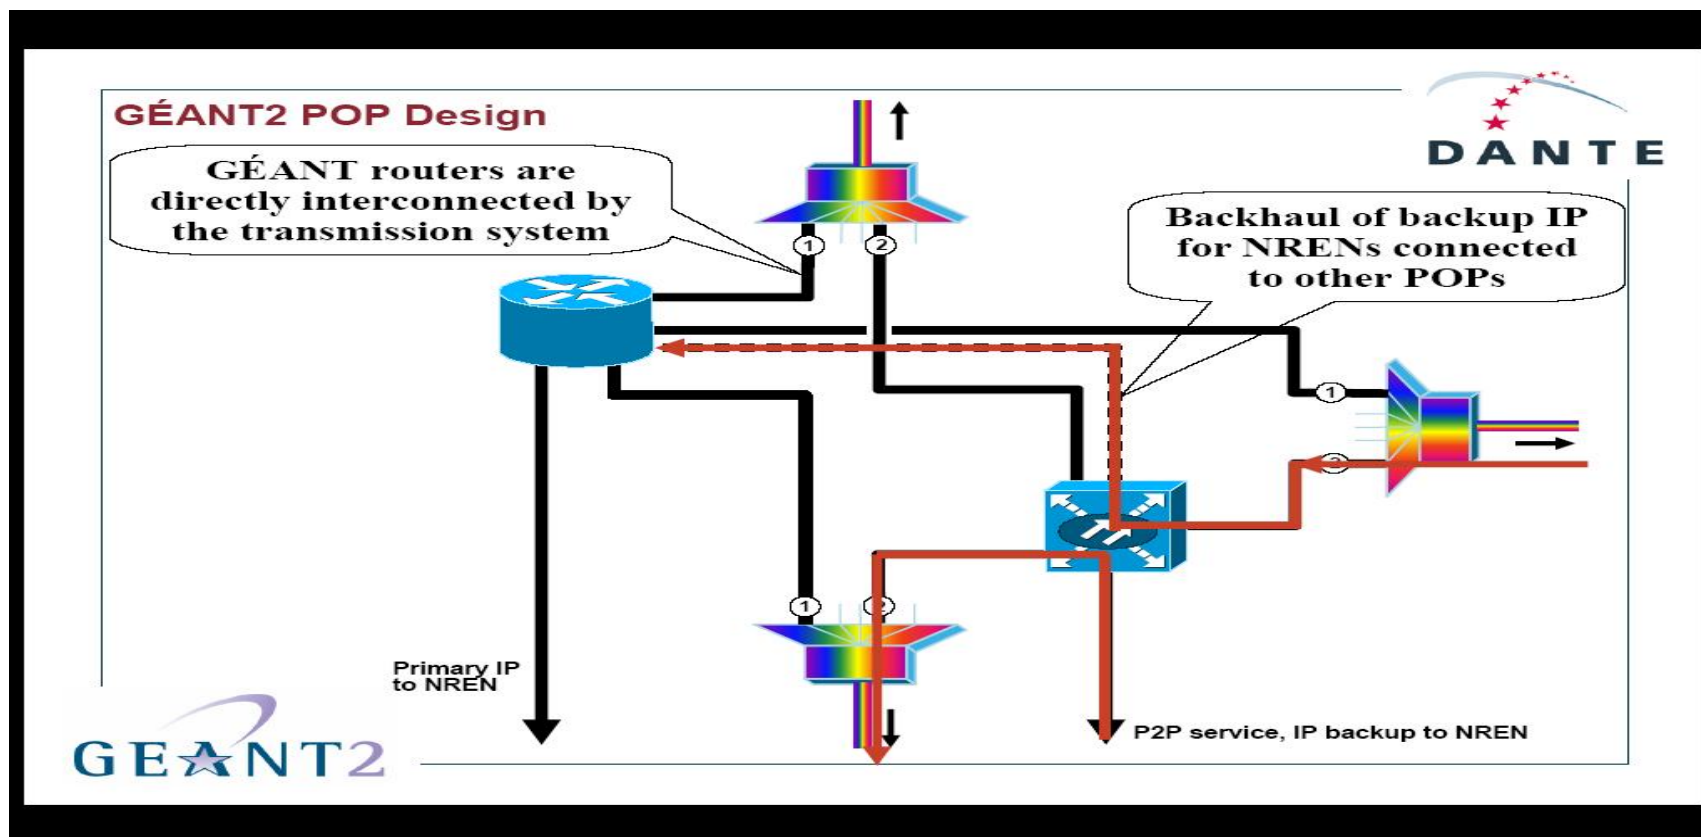 GÉANT2 POP Design
DANTE
GÉANT routers are
directly interconnected by
the transmission system
Backhaul of backup IP
for NRENs connected
to other POPs
1
2
1
2
1
2
Primary IP
to NREN
P2P service, IP backup to NREN
GEANT2